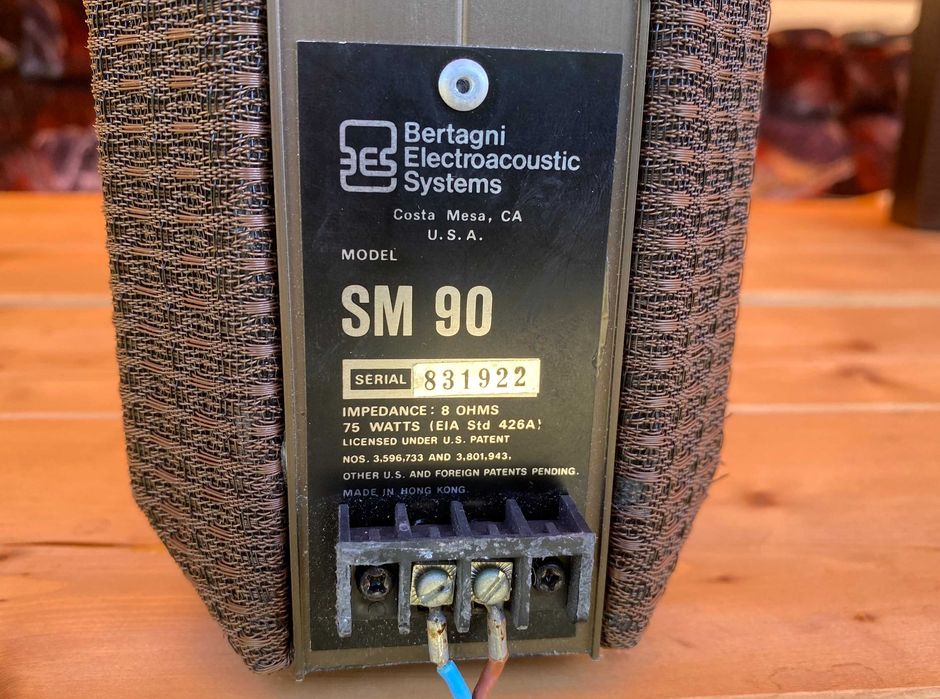 BES
Bertagni
Electroacoustic
Systems
Costa Mesa, CA
U.S.A.
MODEL
SM 90
SERIAL 831922
IMPEDANCE: 8 OHMS
75 WATTS (EIA Std 426A)
LICENSED UNDER U.S. PATENT
NOS. 3,596,733 AND 3,801,943.
OTHER U.S. AND FOREIGN PATENTS PENDING.
MADE IN HONG KONG